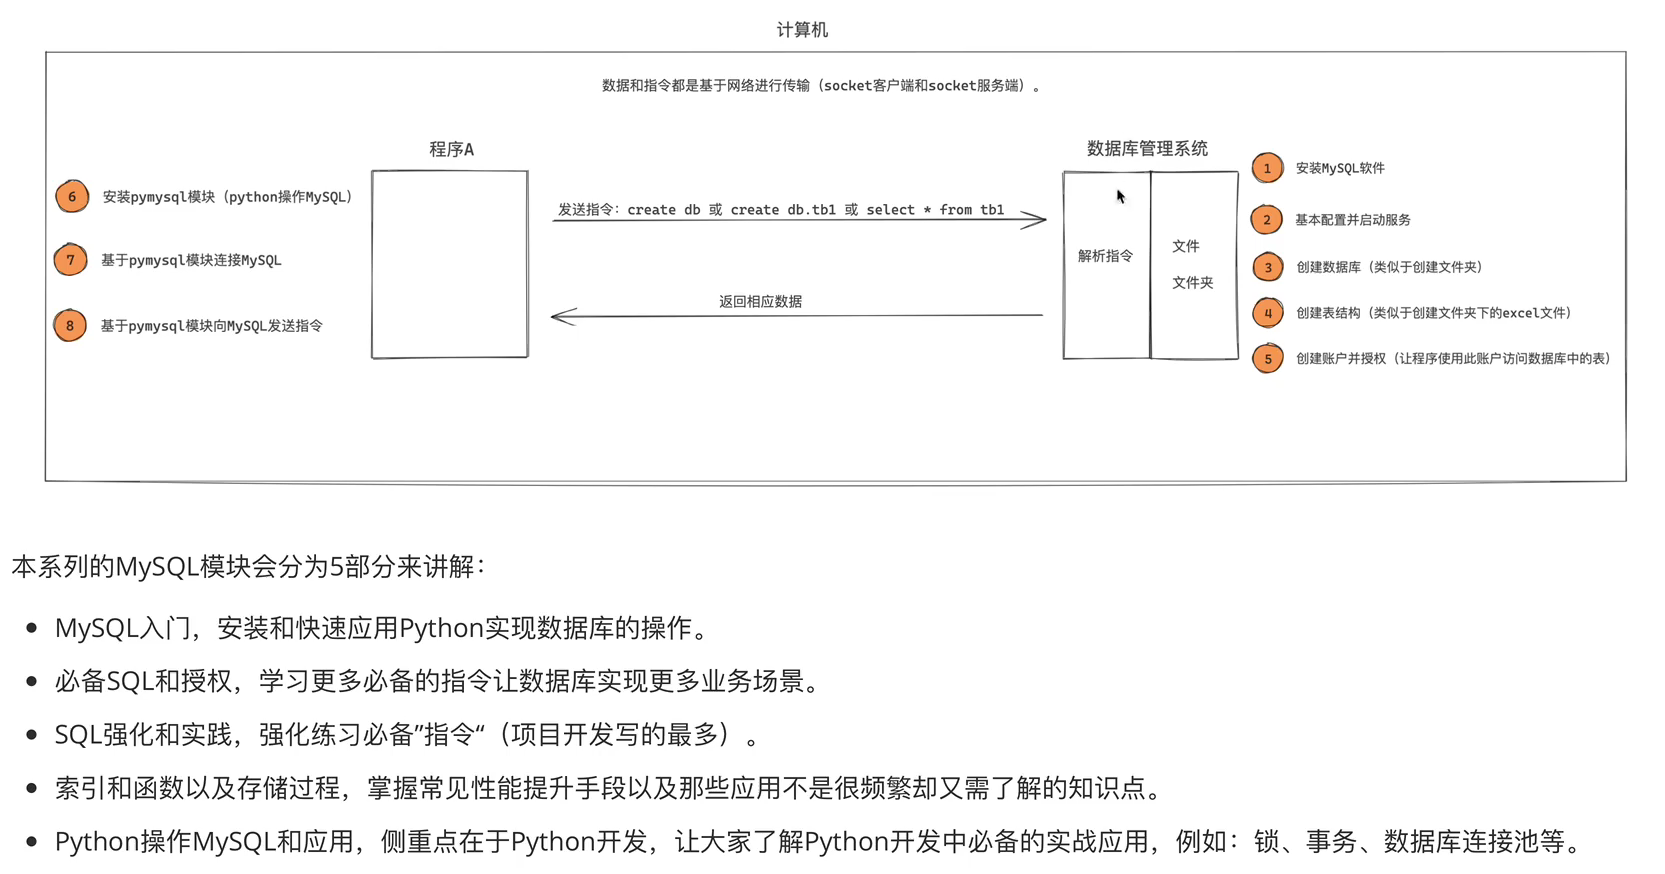 计算机
数据和指令都是基于网络进行传输（socket客户端和socket服务端）。
程序A
数据库管理系统
6 安装pymysql模块（python操作MySQL）
7 基于pymysql模块连接MySQL
8 基于pymysql模块向MySQL发送指令
发送指令：create db 或 create db.tb1 或 select * from tb1
返回相应数据
解析指令
文件
文件夹
1 安装MySQL软件
2 基本配置并启动服务
3 创建数据库（类似于创建文件夹）
4 创建表结构（类似于创建文件夹下的excel文件）
5 创建账户并授权（让程序使用此账户访问数据库中的表）
本系列的MySQL模块会分为5部分来讲解：
• MySQL入门，安装和快速应用Python实现数据库的操作。
• 必备SQL和授权，学习更多必备的指令让数据库实现更多业务场景。
• SQL强化和实践，强化练习必备”指令“（项目开发写的最多）。
• 索引和函数以及存储过程，掌握常见性能提升手段以及那些应用不是很频繁却又需了解的知识点。
• Python操作MySQL和应用，侧重点在于Python开发，让大家了解Python开发中必备的实战应用，例如：锁、事务、数据库连接池等。